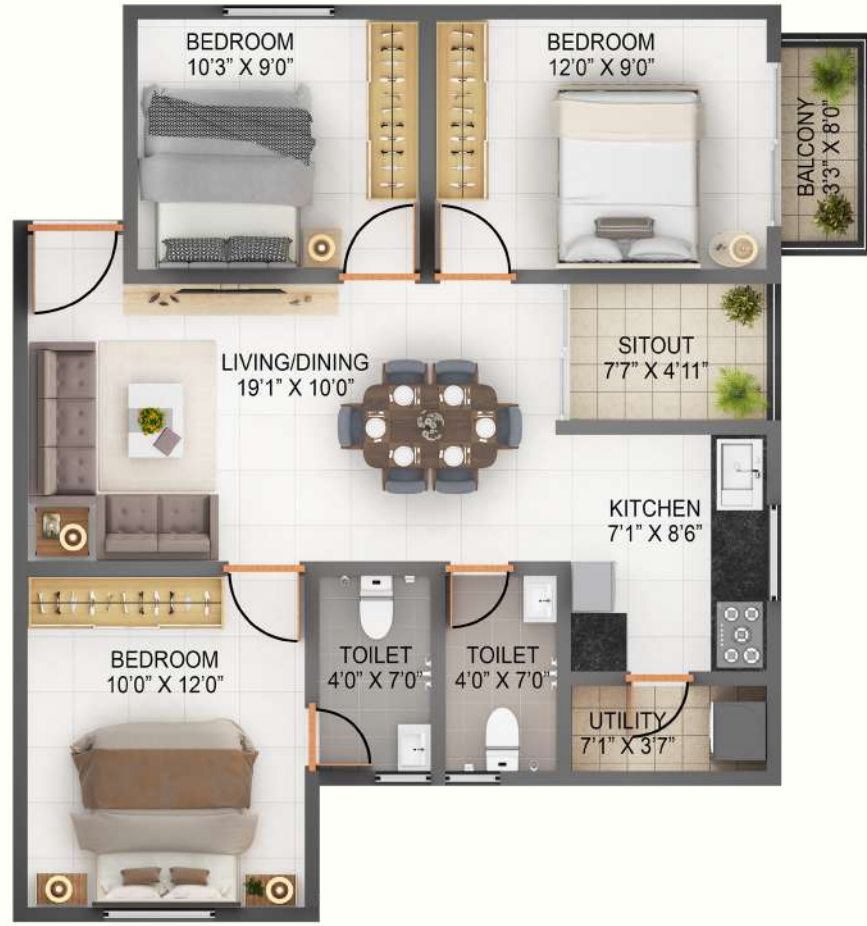 BEDROOM
10'3” X 9'0”
BEDROOM
12'0” X 9'0”
BALCONY
3'3” X 8'0”
LIVING/DINING
19'1” X 10'0”
SITOUT
7'7” X 4'11”
KITCHEN
7'1” X 8'6”
BEDROOM
10'0” X 12'0”
TOILET
4'0” X 7'0”
TOILET
4'0” X 7'0”
UTILITY
7'1” X 3'7”